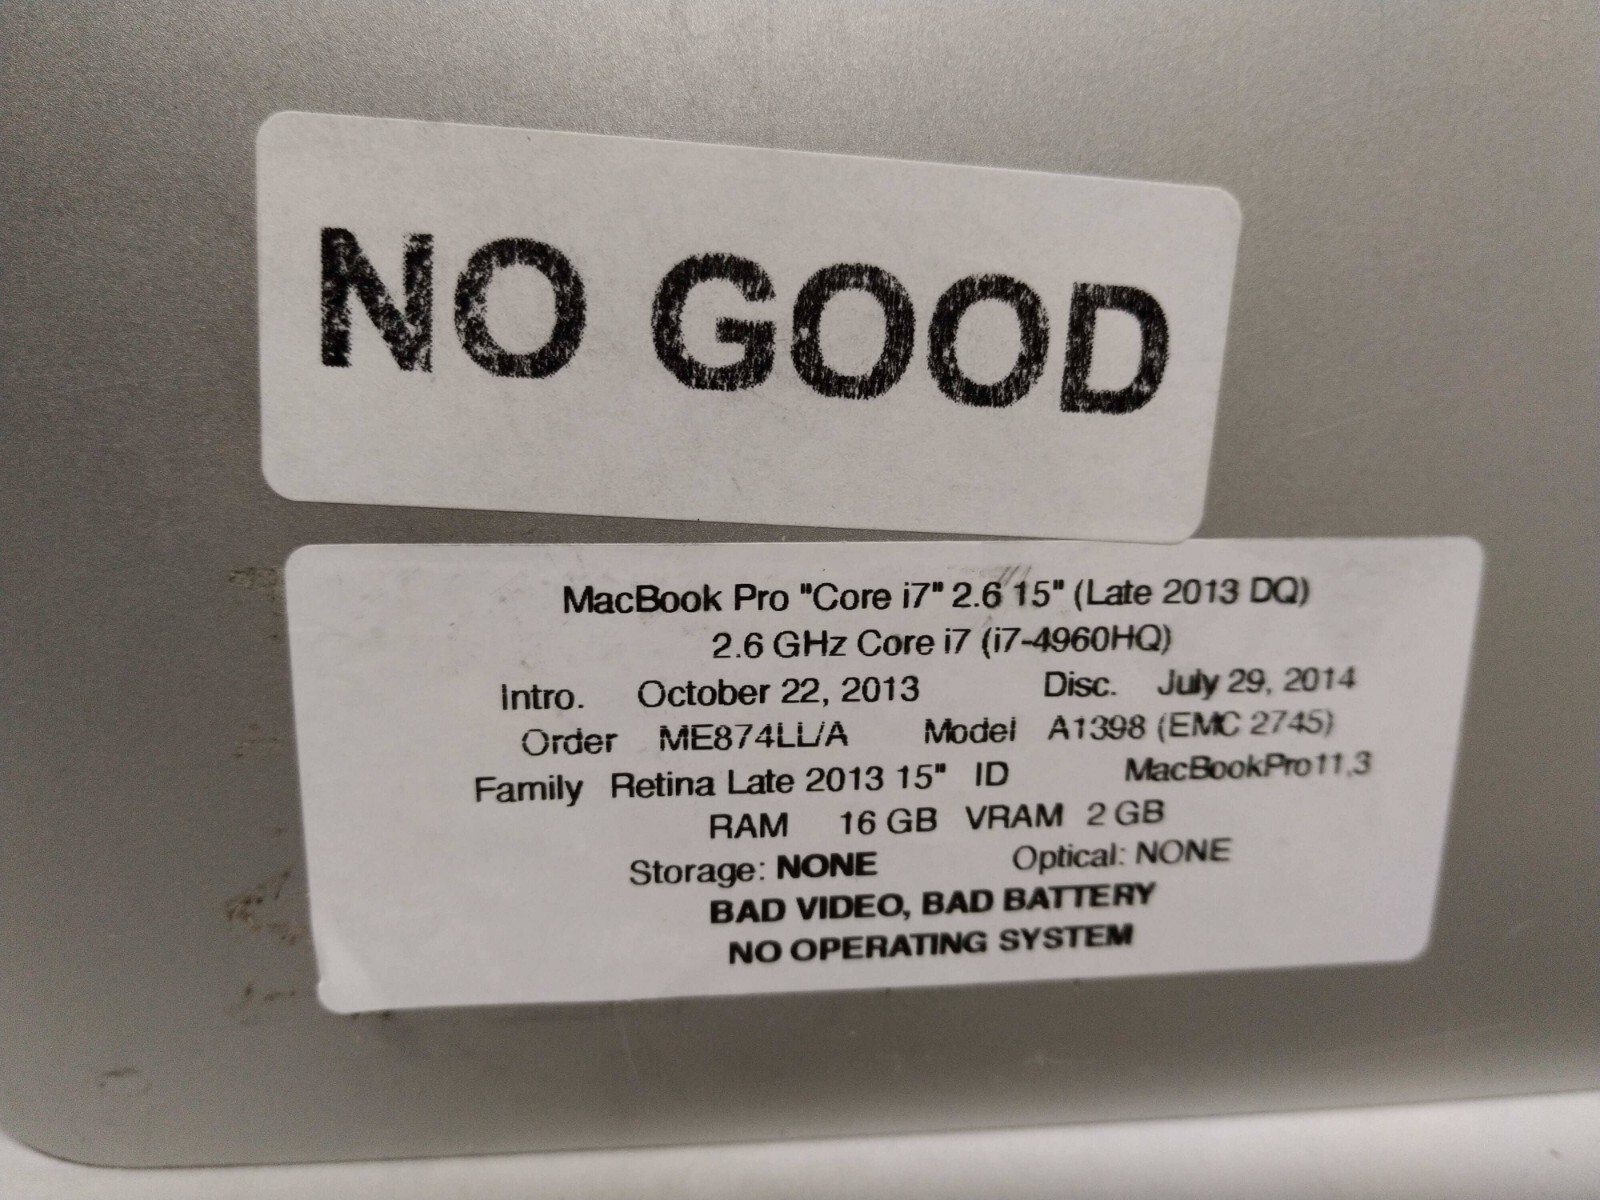 NO GOOD
MacBook Pro "Core i7" 2.6 15" (Late 2013 DQ)
2.6 GHz Core i7 (i7-4960HQ)
Intro. October 22, 2013 Disc. July 29, 2014
Order ME874LL/A Model A1398 (EMC 2745)
Family Retina Late 2013 15" ID MacBookPro11,3
RAM 16 GB VRAM 2 GB
Storage: NONE Optical: NONE
BAD VIDEO, BAD BATTERY
NO OPERATING SYSTEM